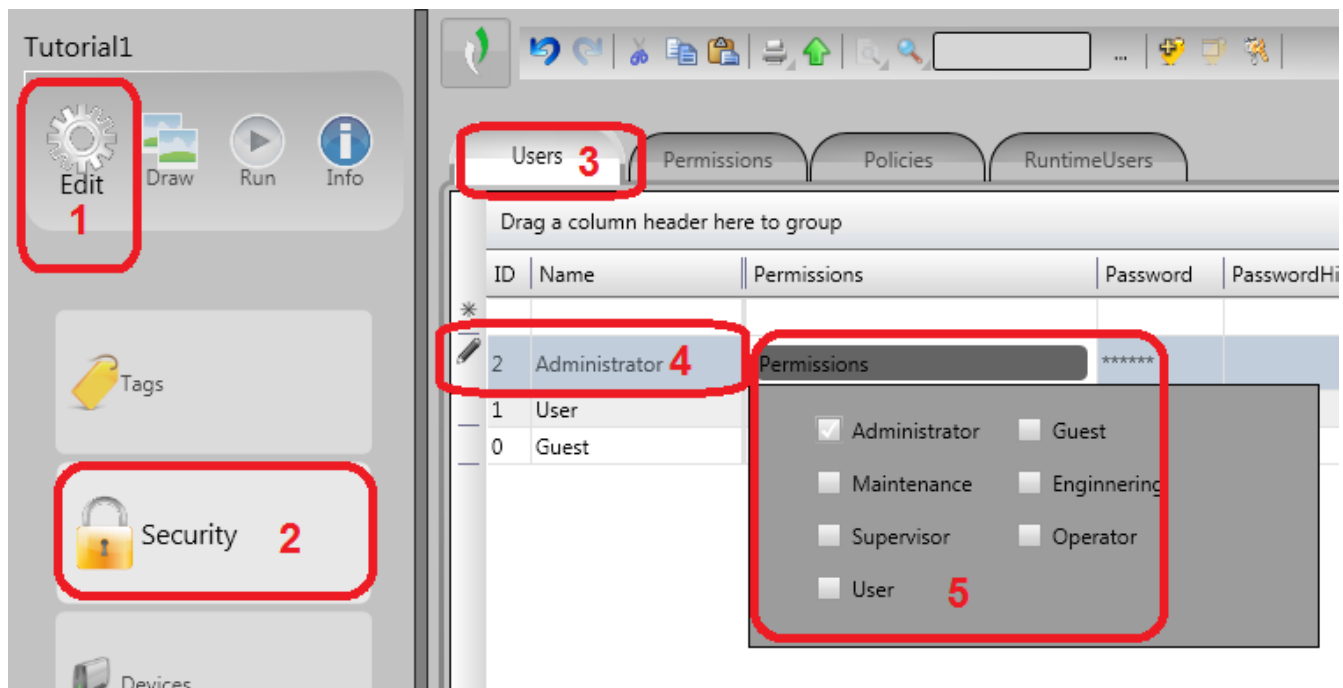 Tutorial1
Edit Draw Run Info
1
Tags
Security 2
Devices
...
Users 3 Permissions Policies RuntimeUsers
Drag a column header here to group
ID Name Permissions Password PasswordHi
*
2 Administrator 4 Permissions ******
1 User
0 Guest
Administrator Guest
Maintenance Enginnering
Supervisor Operator
User 5